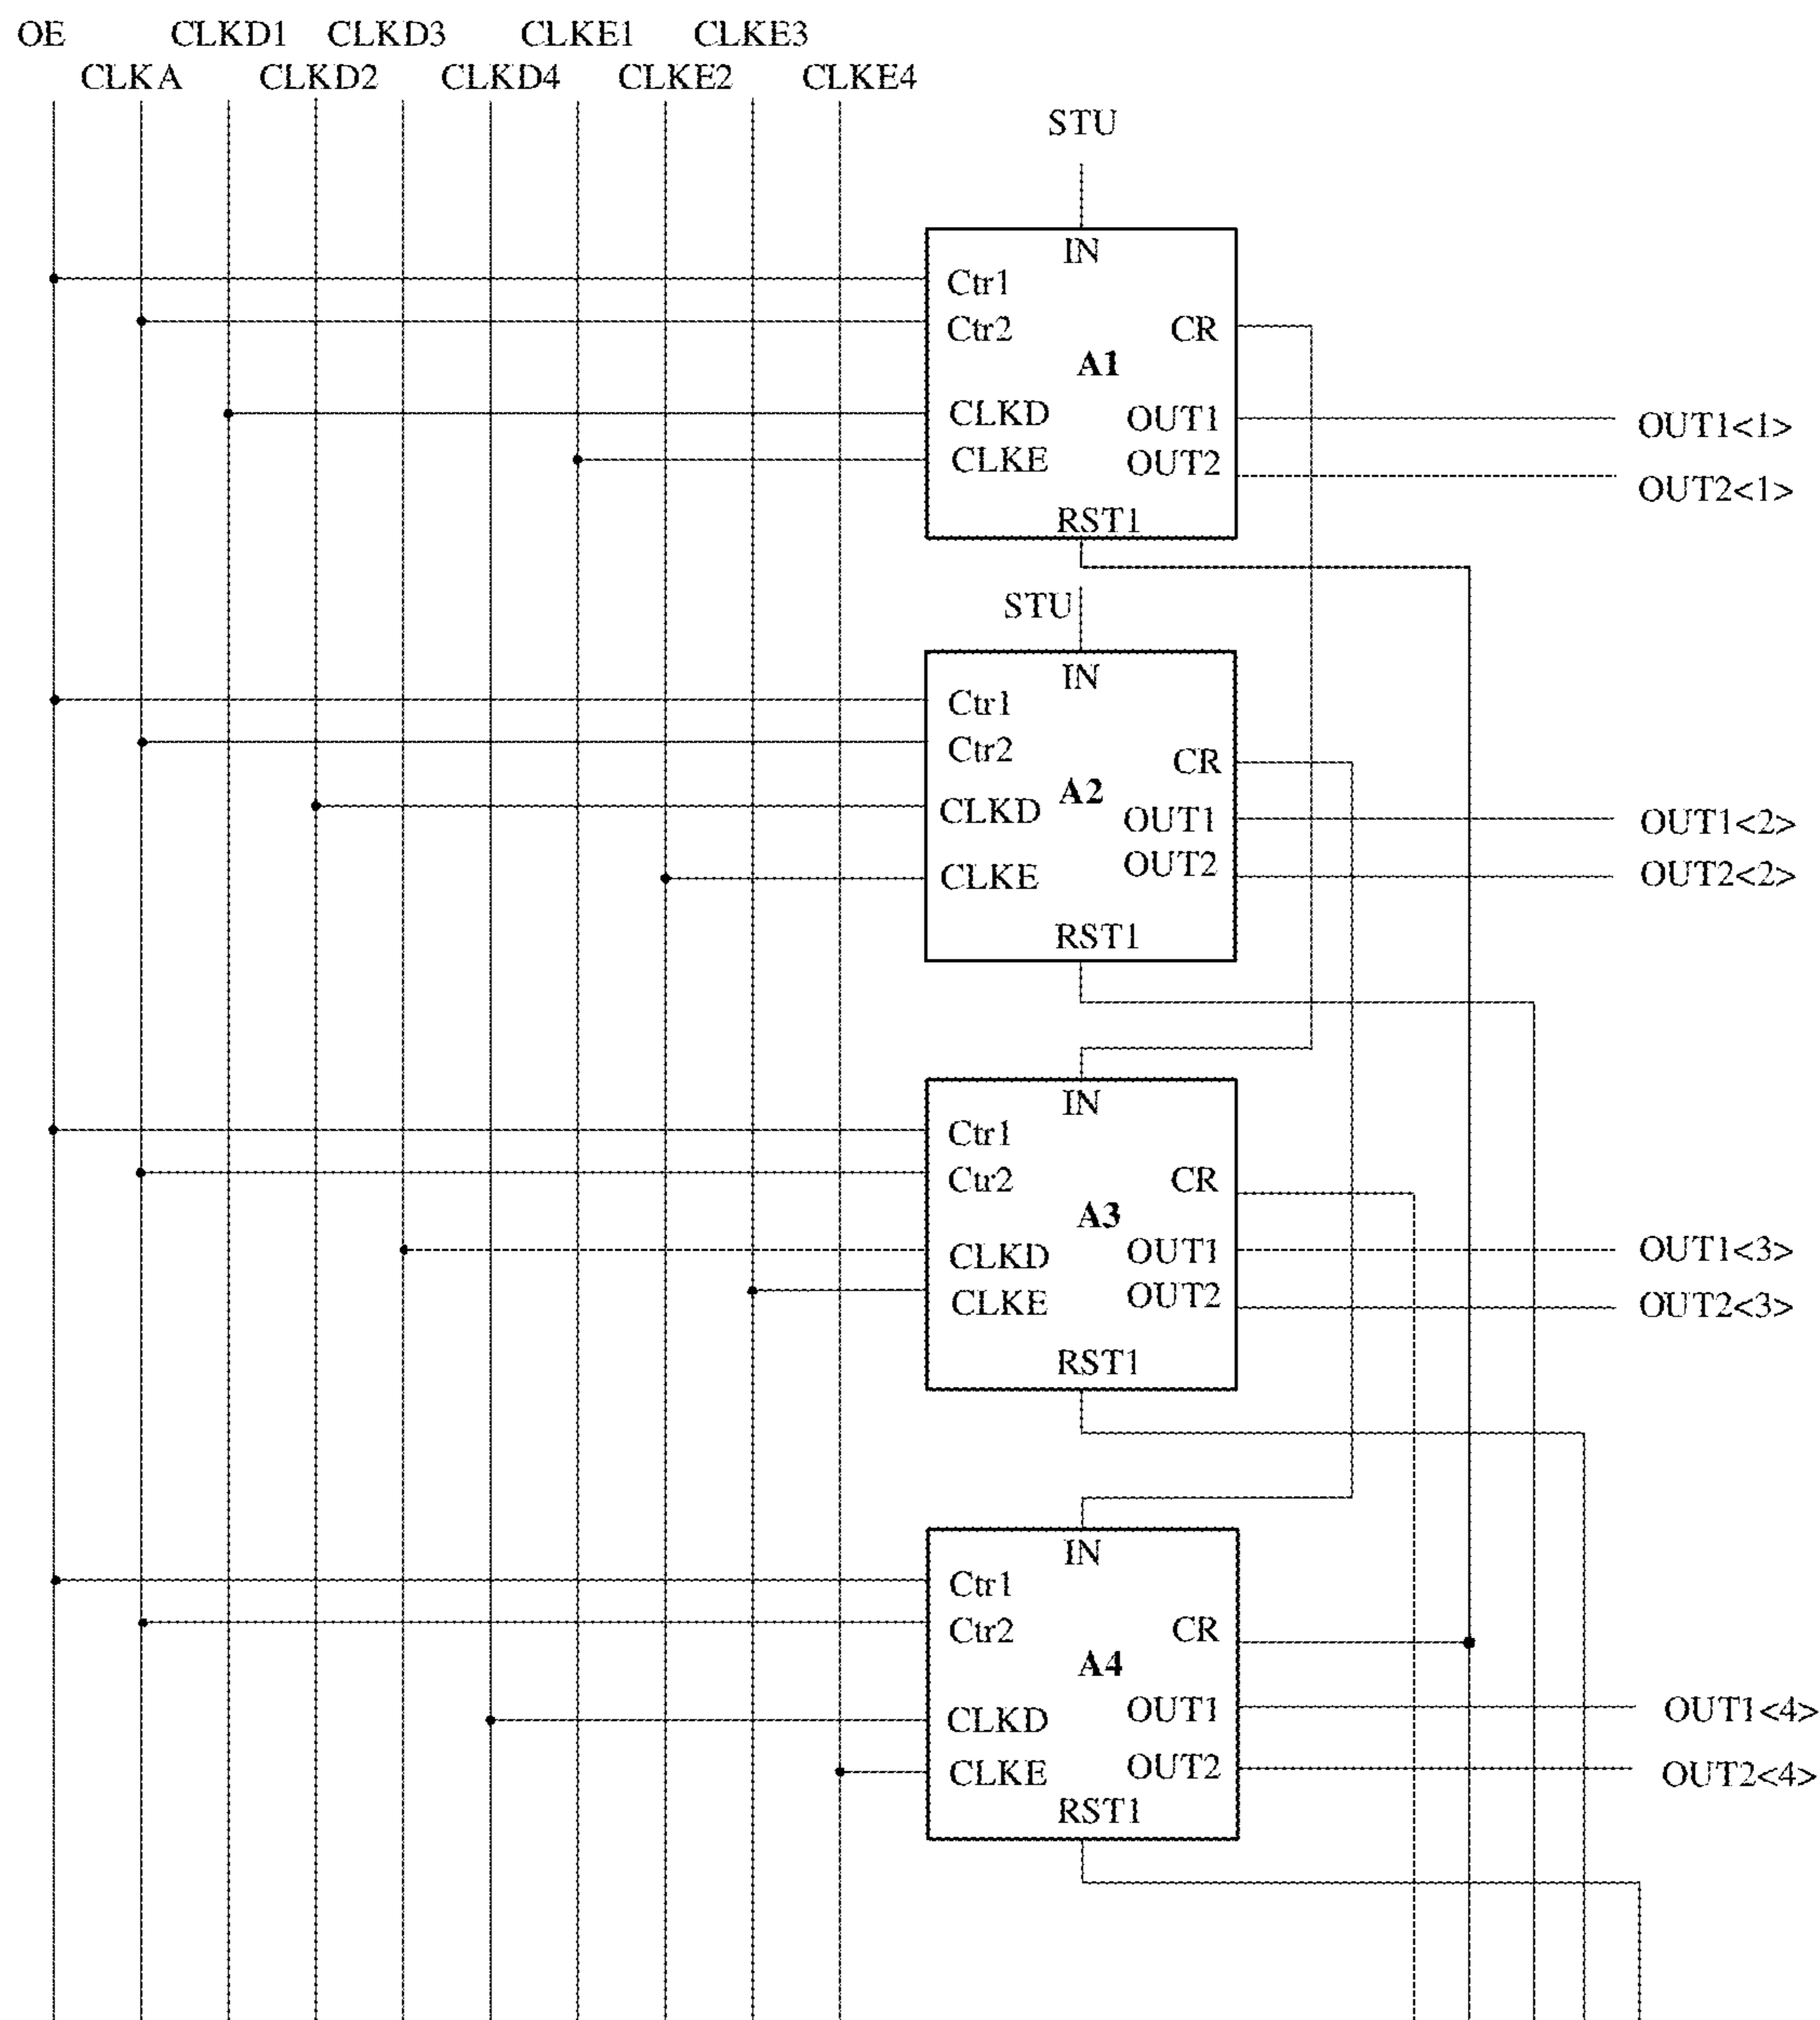 OE CLKD1 CLKD3 CLKE1 CLKE3
CLKA CLKD2 CLKD4 CLKE2 CLKE4
STU
IN
Ctr1
Ctr2 CR
A1
CLKD OUT1 OUT1<1>
CLKE OUT2 OUT2<1>
RST1
STU
IN
Ctr1
Ctr2 CR
A2
CLKD OUT1 OUT1<2>
CLKE OUT2 OUT2<2>
RST1
IN
Ctr1
Ctr2 CR
A3
CLKD OUT1 OUT1<3>
CLKE OUT2 OUT2<3>
RST1
IN
Ctr1
Ctr2 CR
A4
CLKD OUT1 OUT1<4>
CLKE OUT2 OUT2<4>
RST1